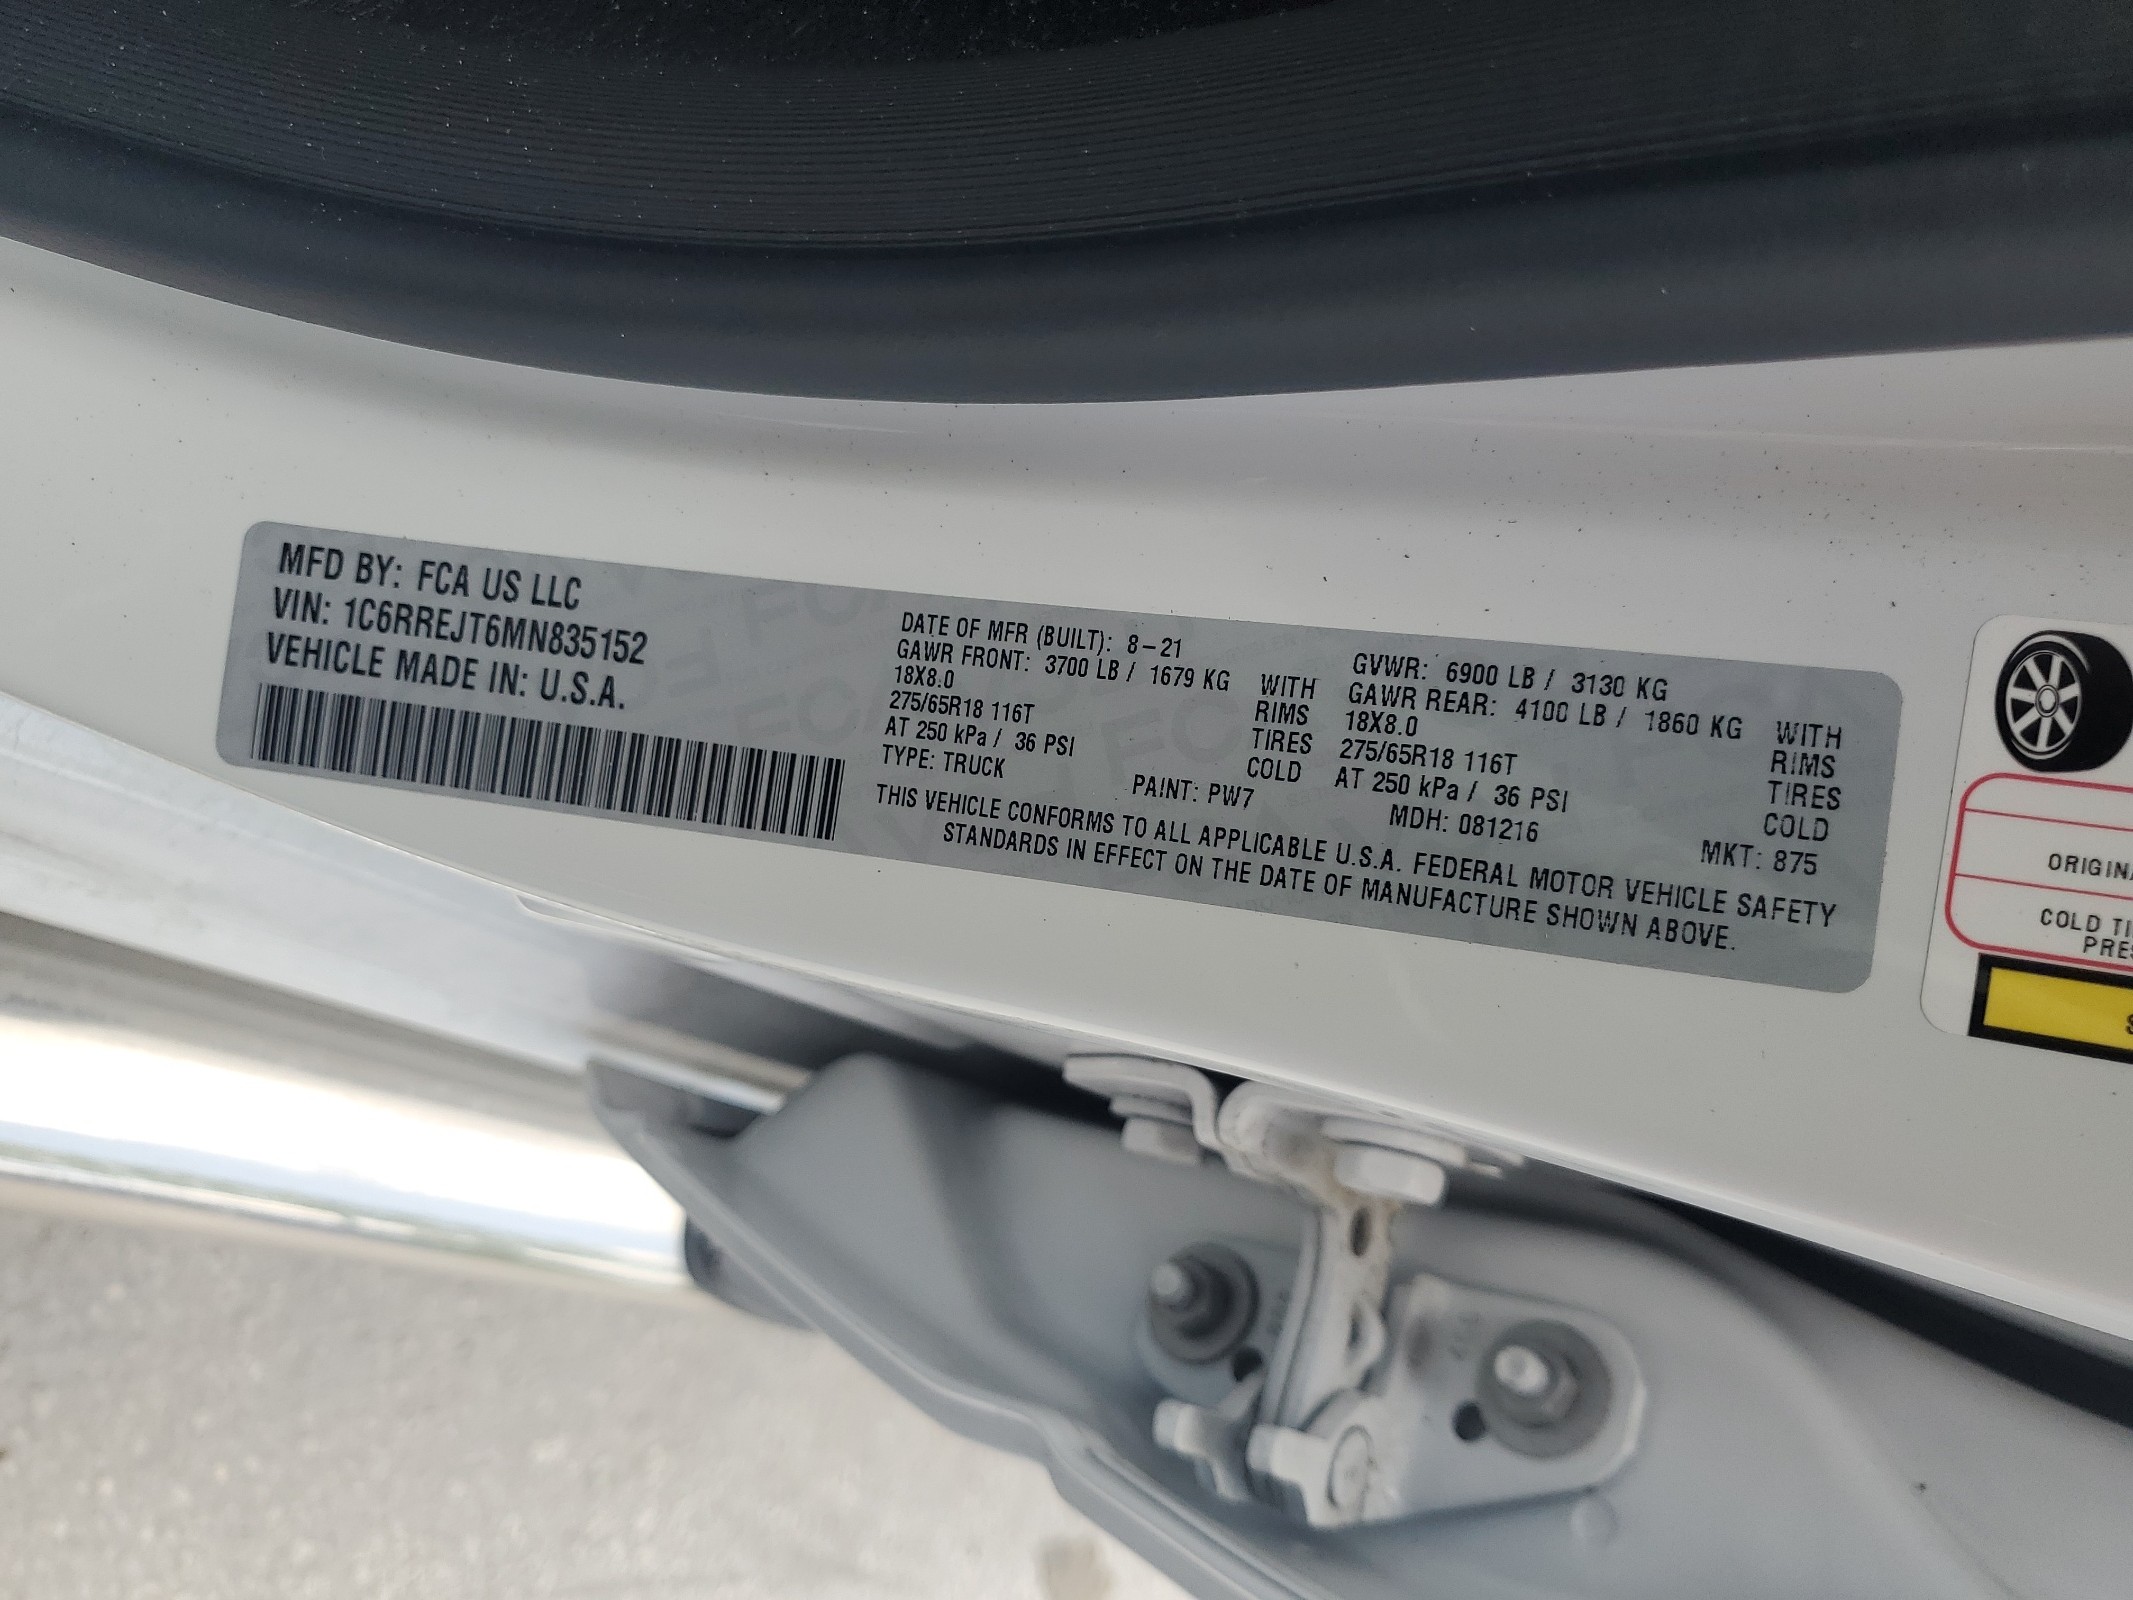 MFD BY: FCA US LLC
VIN: 1C6RREJT6MN835152
VEHICLE MADE IN: U.S.A.
DATE OF MFR (BUILT): 8-21
GVWR: 6900 LB / 3130 KG
GAWR FRONT: 3700 LB / 1679 KG WITH
18X8.0 RIMS
275/65R18 116T TIRES
AT 250 kPa / 36 PSI COLD
GAWR REAR: 4100 LB / 1860 KG WITH
18X8.0 RIMS
275/65R18 116T TIRES
AT 250 kPa / 36 PSI COLD
TYPE: TRUCK PAINT: PW7 MDH: 081216 MKT: 875
THIS VEHICLE CONFORMS TO ALL APPLICABLE U.S.A. FEDERAL MOTOR VEHICLE SAFETY
STANDARDS IN EFFECT ON THE DATE OF MANUFACTURE SHOWN ABOVE.
COLD